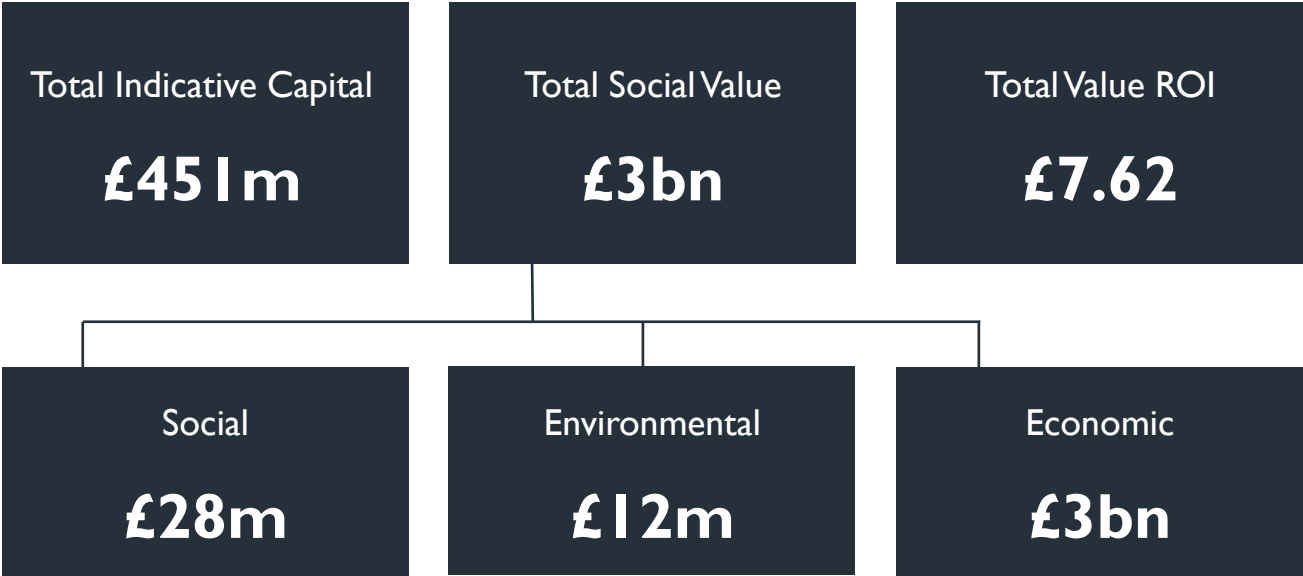 Total Indicative Capital
£451m
Total Social Value
£3bn
Total Value ROI
£7.62
Social
£28m
Environmental
£12m
Economic
£3bn